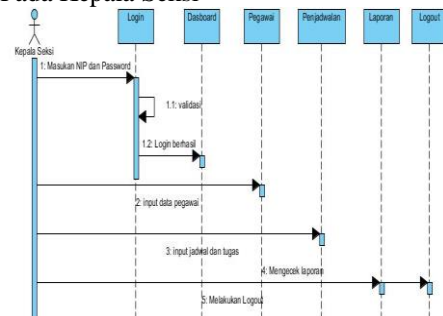 Pada Kepala Seksi
Login
Dasboard
Pegawai
Penjadwalan
Laporan
Logout
Kepala Seksi
1: Masukan NIP dan Password
1.1: validasi
1.2: Login berhasil
2: input data pegawai
3: input jadwal dan tugas
4: Mengecek laporan
5: Melakukan Logout